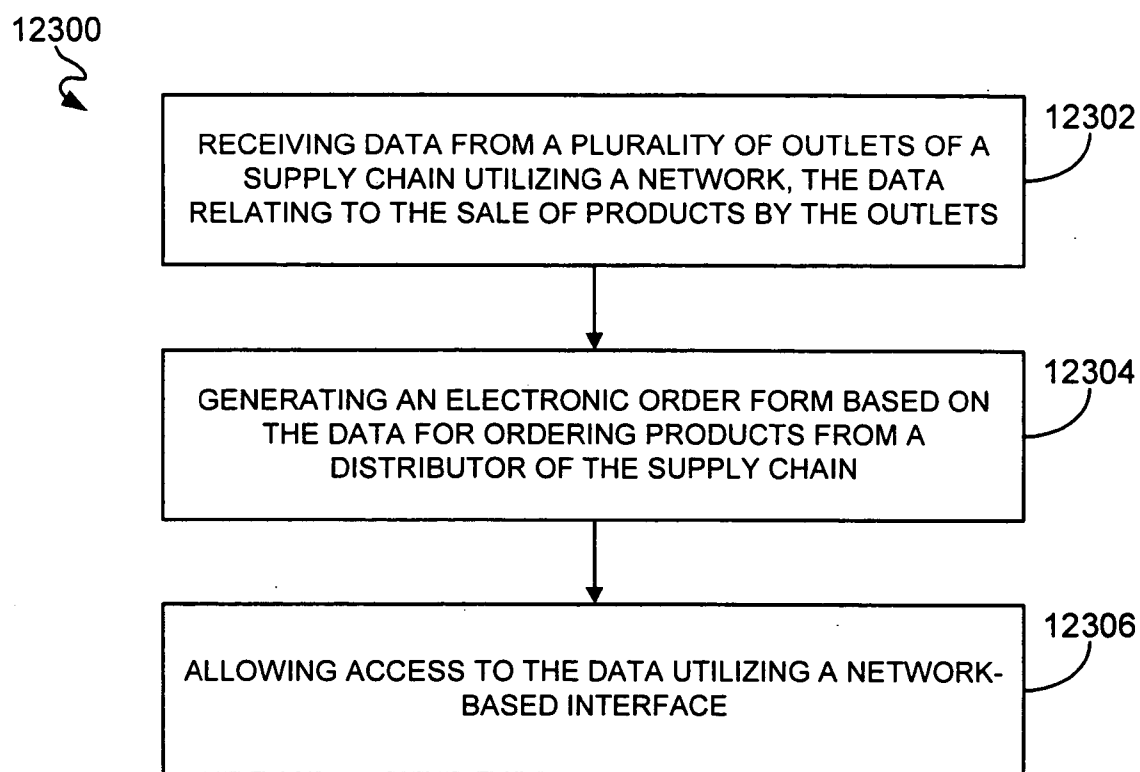 12300
12302
RECEIVING DATA FROM A PLURALITY OF OUTLETS OF A
SUPPLY CHAIN UTILIZING A NETWORK, THE DATA
RELATING TO THE SALE OF PRODUCTS BY THE OUTLETS
12304
GENERATING AN ELECTRONIC ORDER FORM BASED ON
THE DATA FOR ORDERING PRODUCTS FROM A
DISTRIBUTOR OF THE SUPPLY CHAIN
12306
ALLOWING ACCESS TO THE DATA UTILIZING A NETWORK-
BASED INTERFACE